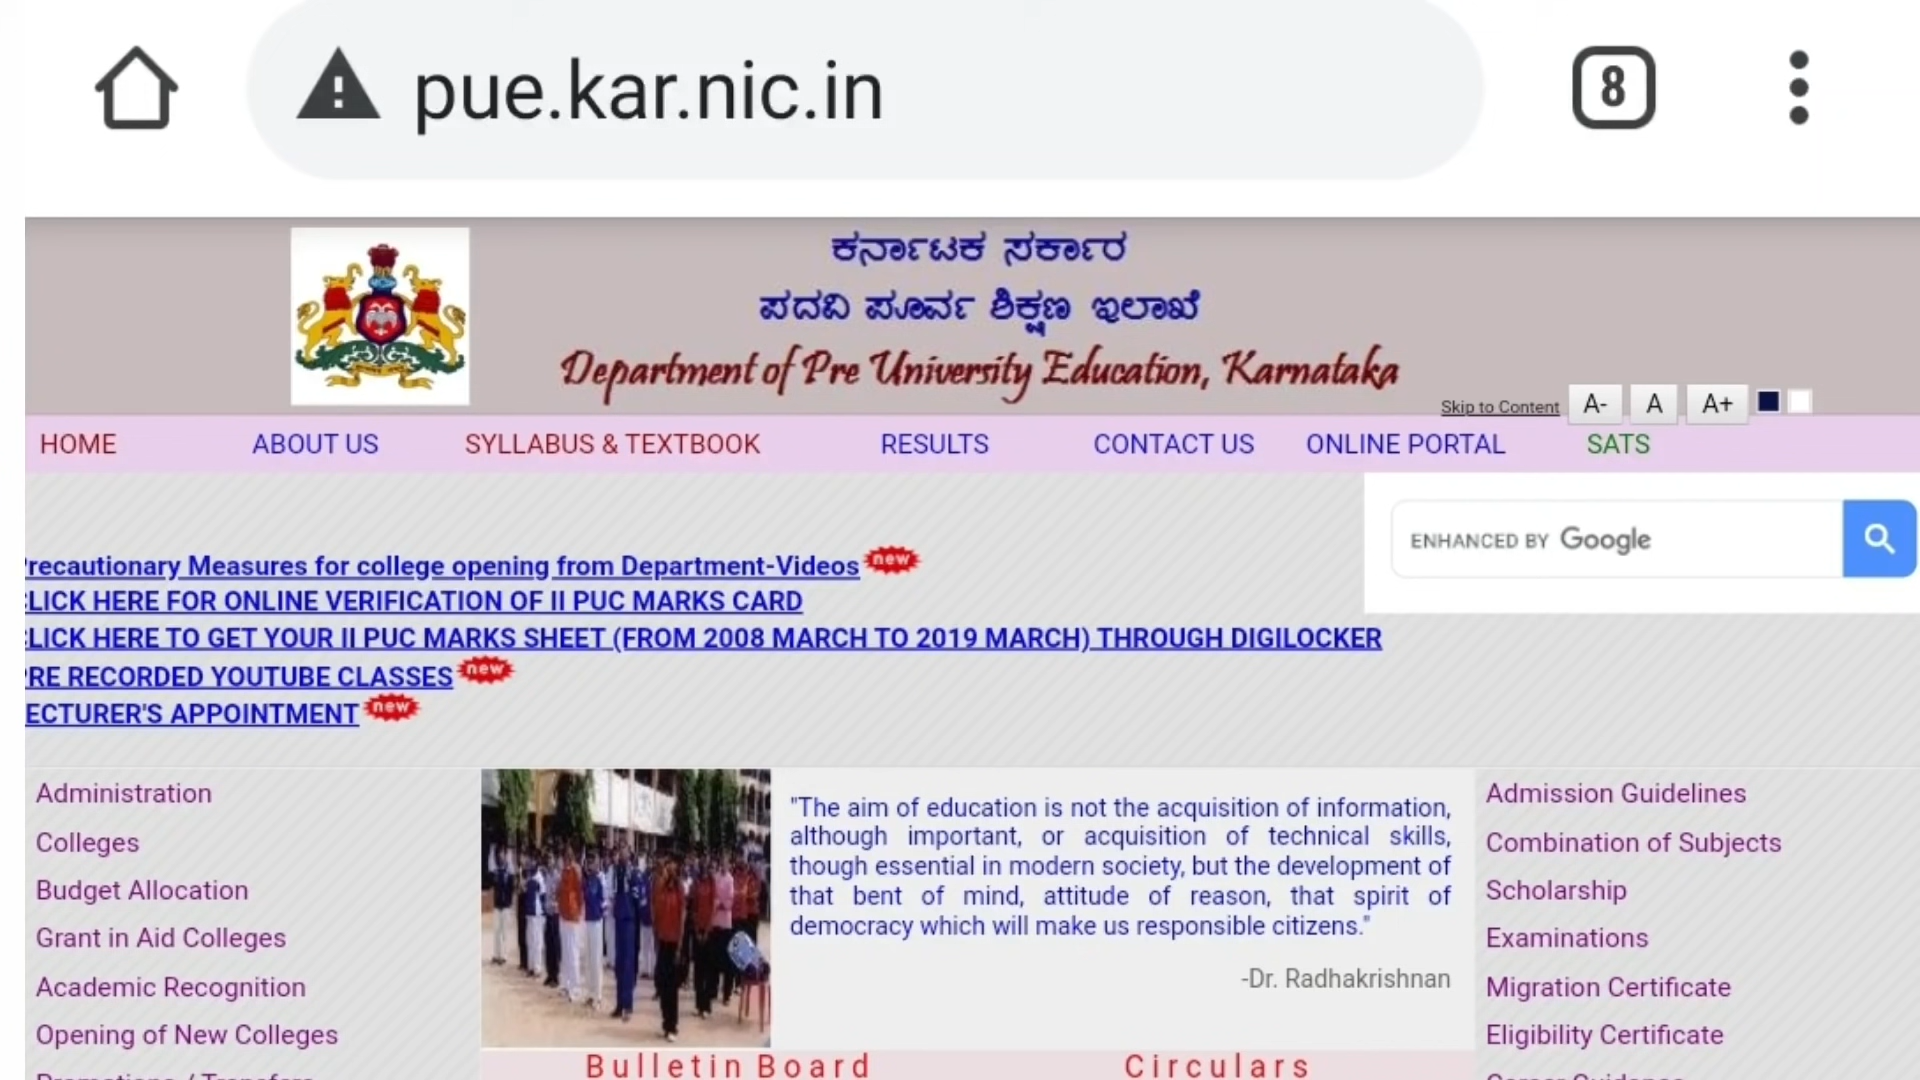 pue.kar.nic.in
8
ಕರ್ನಾಟಕ ಸರ್ಕಾರ
ಪದವಿ ಪೂರ್ವ ಶಿಕ್ಷಣ ಇಲಾಖೆ
Department of Pre University Education, Karnataka
Skip to Content A- A A+
HOME ABOUT US SYLLABUS & TEXTBOOK RESULTS CONTACT US ONLINE PORTAL SATS
ENHANCED BY Google
recautionary Measures for college opening from Department-Videos new
LICK HERE FOR ONLINE VERIFICATION OF II PUC MARKS CARD
LICK HERE TO GET YOUR II PUC MARKS SHEET (FROM 2008 MARCH TO 2019 MARCH) THROUGH DIGILOCKER
RE RECORDED YOUTUBE CLASSES new
ECTURER'S APPOINTMENT new
Administration
Colleges
Budget Allocation
Grant in Aid Colleges
Academic Recognition
Opening of New Colleges
"The aim of education is not the acquisition of information,
although important, or acquisition of technical skills,
though essential in modern society, but the development of
that bent of mind, attitude of reason, that spirit of
democracy which will make us responsible citizens."
-Dr. Radhakrishnan
Bulletin Board
Circulars
Admission Guidelines
Combination of Subjects
Scholarship
Examinations
Migration Certificate
Eligibility Certificate